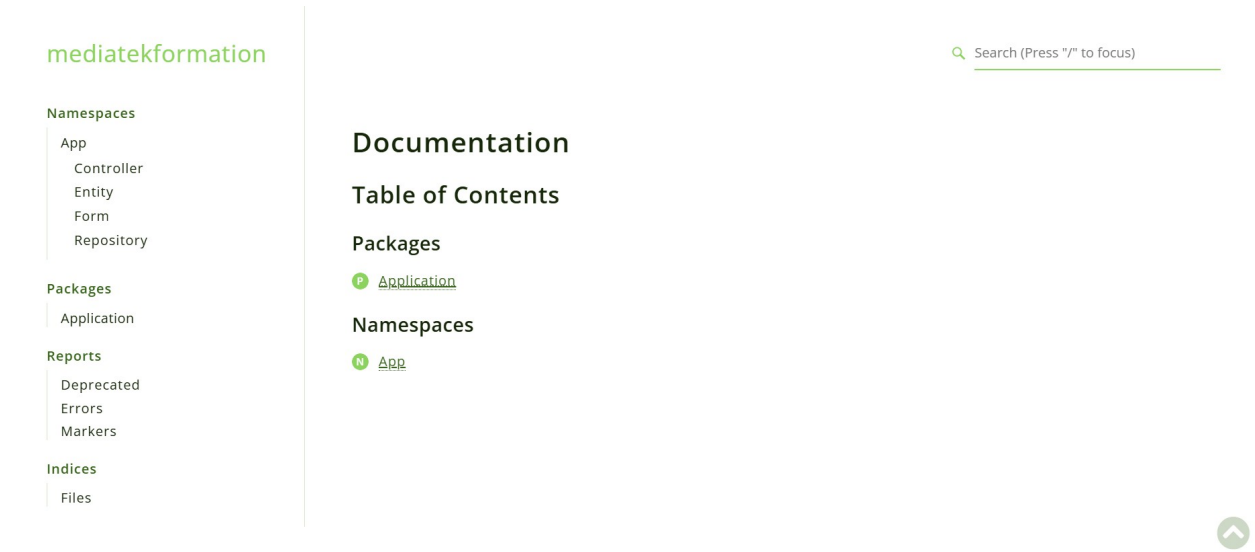 mediatekformation
Search (Press "/" to focus)
Namespaces
App
Controller
Entity
Form
Repository
Packages
Application
Reports
Deprecated
Errors
Markers
Indices
Files
Documentation
Table of Contents
Packages
P Application
Namespaces
N App